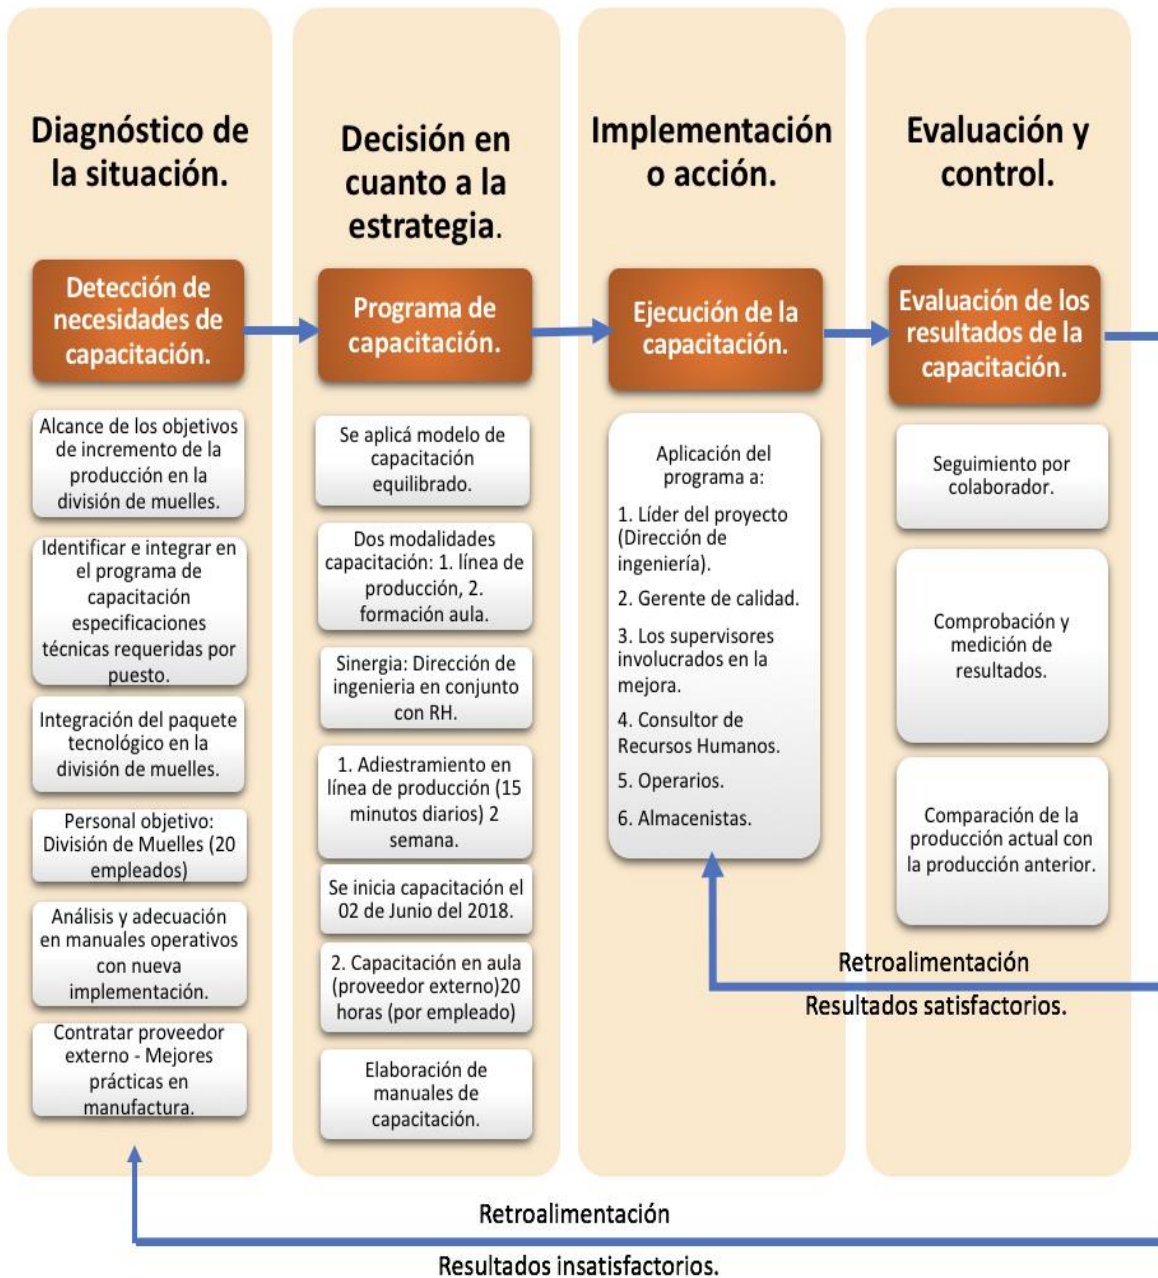 Diagnóstico de
la situación.
Detección de
necesidades de
capacitación.
Alcance de los objetivos
de incremento de la
producción en la
división de muelles.
Identificar e integrar en
el programa de
capacitación
especificaciones
técnicas requeridas por
puesto.
Integración del paquete
tecnológico en la
división de muelles.
Personal objetivo:
División de Muelles (20
empleados)
Análisis y adecuación
en manuales operativos
con nueva
implementación.
Contratar proveedor
externo - Mejores
prácticas en
manufactura.
Decisión en
cuanto a la
estrategia.
Programa de
capacitación.
Se aplicá modelo de
capacitación
equilibrado.
Dos modalidades
capacitación: 1. línea de
producción, 2.
formación aula.
Sinergia: Dirección de
ingenieria en conjunto
con RH.
1. Adiestramiento en
línea de producción (15
minutos diarios) 2
semana.
Se inicia capacitación el
02 de Junio del 2018.
2. Capacitación en aula
(proveedor externo)20
horas (por empleado)
Elaboración de
manuales de
capacitación.
Implementación
o acción.
Ejecución de la
capacitación.
Aplicación del
programa a:
1. Líder del proyecto
(Dirección de
ingeniería).
2. Gerente de calidad.
3. Los supervisores
involucrados en la
mejora.
4. Consultor de
Recursos Humanos.
5. Operarios.
6. Almacenistas.
Evaluación y
control.
Evaluación de los
resultados de la
capacitación.
Seguimiento por
colaborador.
Comprobación y
medición de
resultados.
Comparación de la
producción actual con
la producción anterior.
Retroalimentación
Resultados satisfactorios.
Retroalimentación
Resultados insatisfactorios.